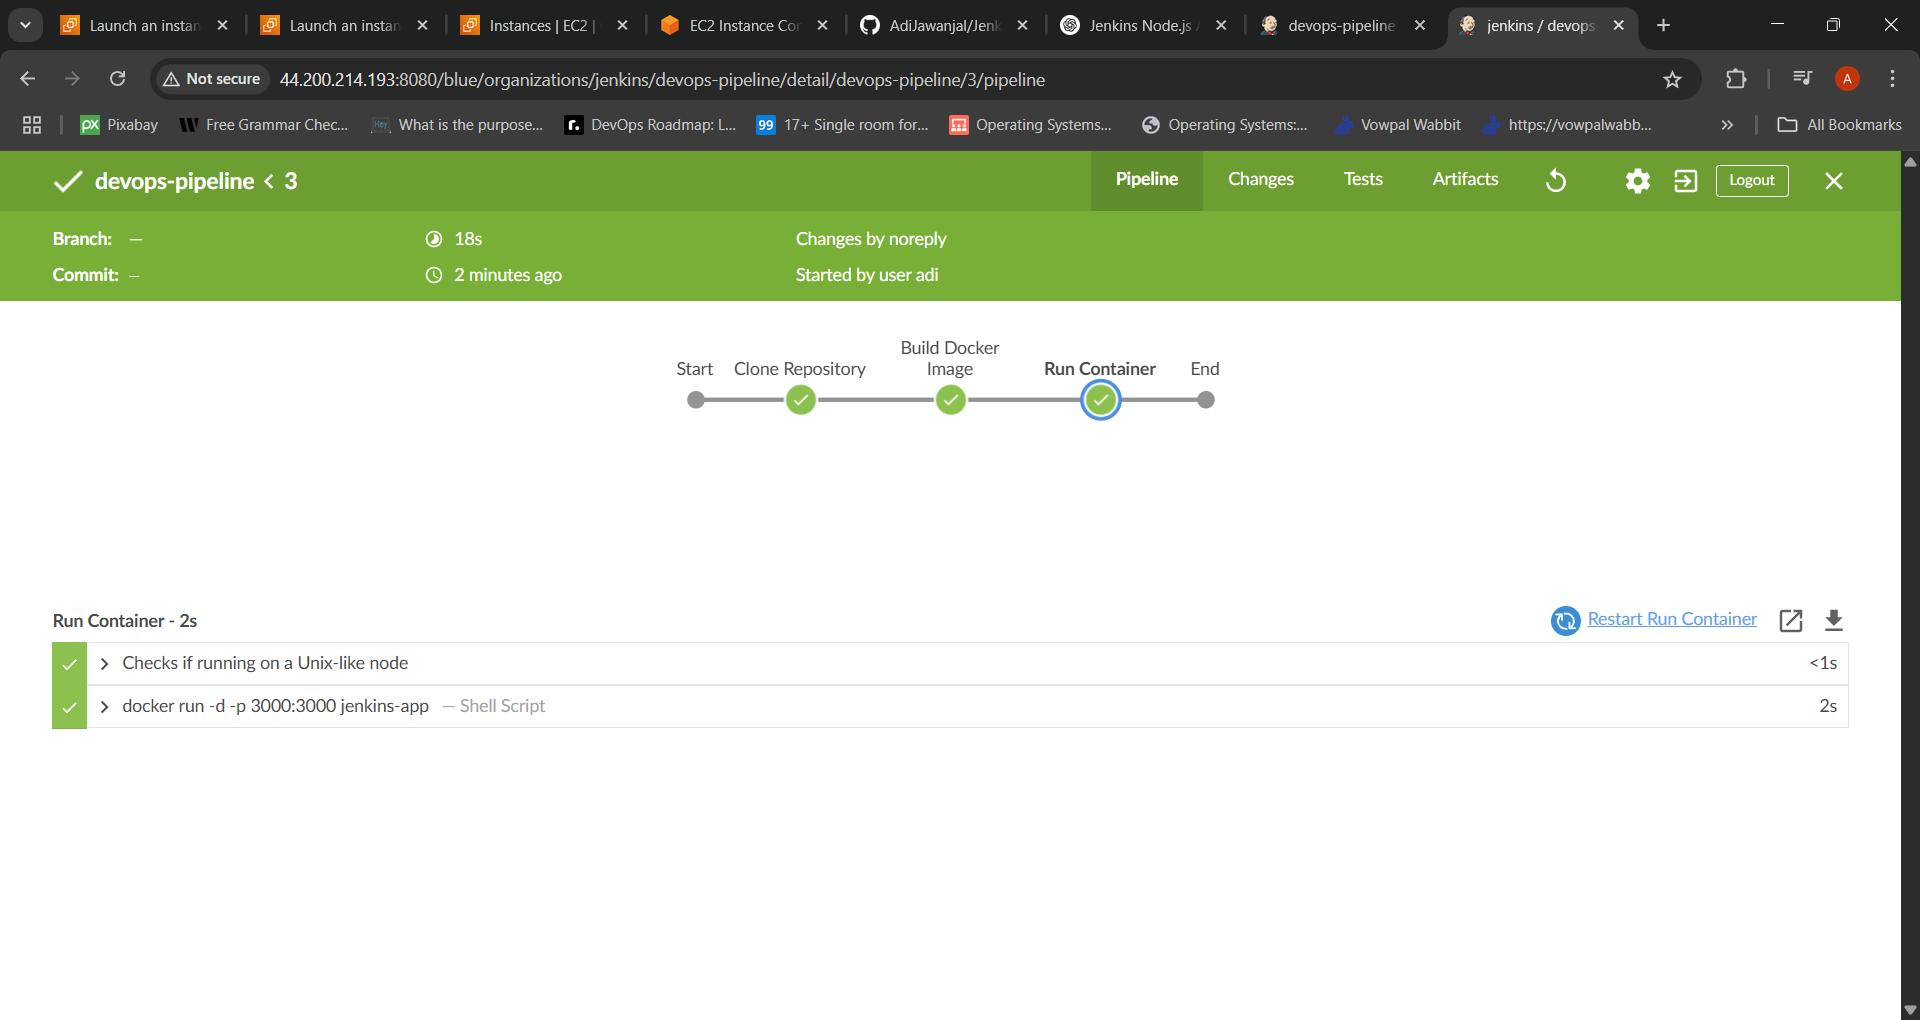 Launch an instan
Launch an instan
Instances | EC2 |
EC2 Instance Cor
AdiJawanjal/Jenk
Jenkins Node.js
devops-pipeline
jenkins / devops
Not secure
44.200.214.193:8080/blue/organizations/jenkins/devops-pipeline/detail/devops-pipeline/3/pipeline
A
px Pixabay
W Free Grammar Chec...
Hey What is the purpose...
r. DevOps Roadmap: L...
99 17+ Single room for...
Operating Systems...
Operating Systems:...
Vowpal Wabbit
https://vowpalwabb...
»
All Bookmarks
devops-pipeline < 3
Pipeline
Changes
Tests
Artifacts
Logout
Branch: —
18s
Changes by noreply
Commit: –
2 minutes ago
Started by user adi
Start
Clone Repository
Build Docker
Image
Run Container
End
Run Container - 2s
Restart Run Container
Checks if running on a Unix-like node
<1s
docker run -d -p 3000:3000 jenkins-app — Shell Script
2s